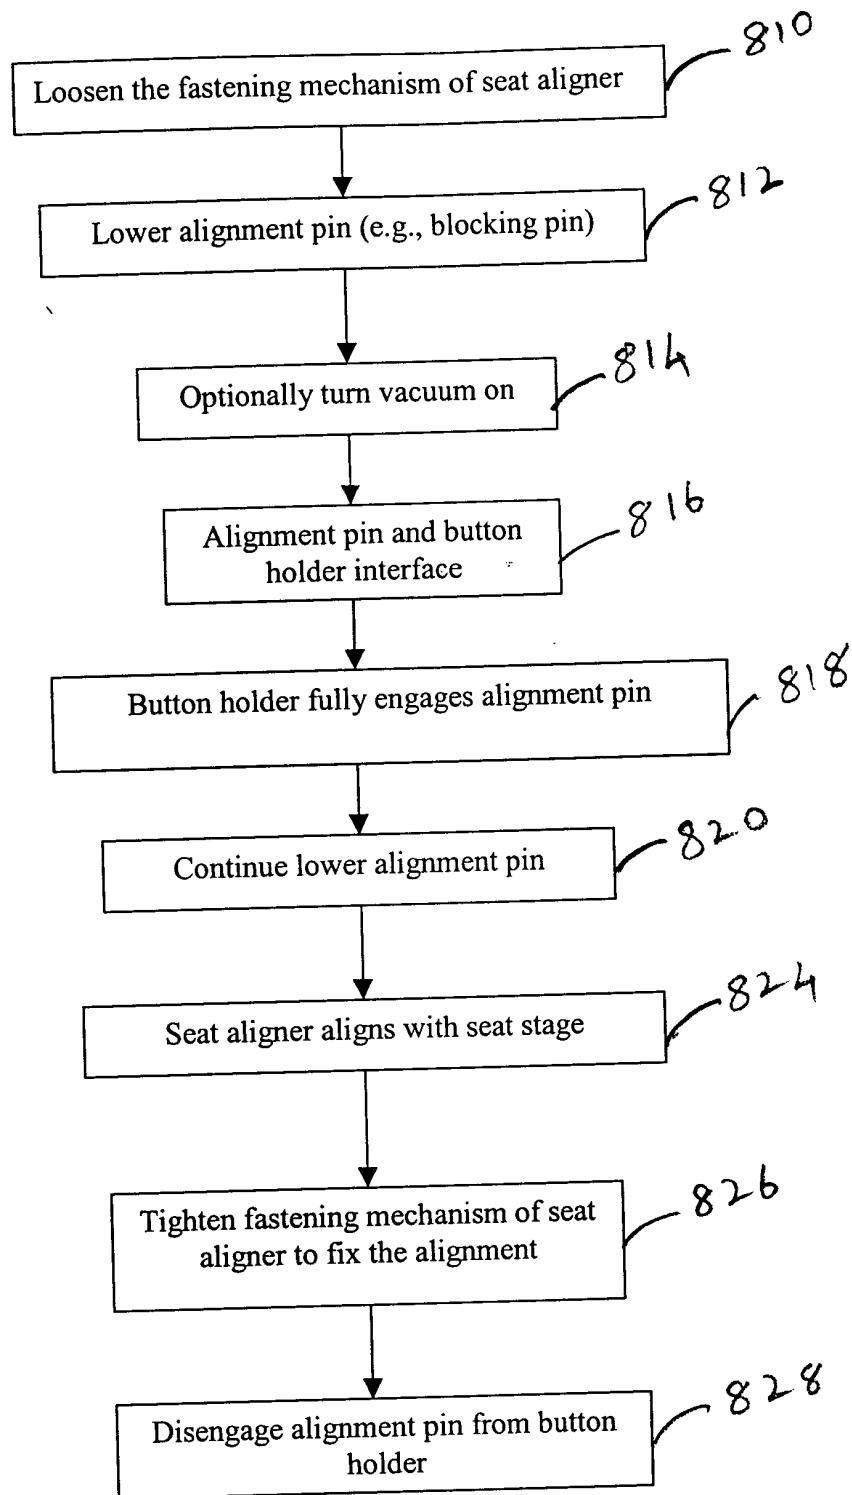 810
Loosen the fastening mechanism of seat aligner
812
Lower alignment pin (e.g., blocking pin)
814
Optionally turn vacuum on
816
Alignment pin and button
holder interface
818
Button holder fully engages alignment pin
820
Continue lower alignment pin
824
Seat aligner aligns with seat stage
826
Tighten fastening mechanism of seat
aligner to fix the alignment
828
Disengage alignment pin from button
holder